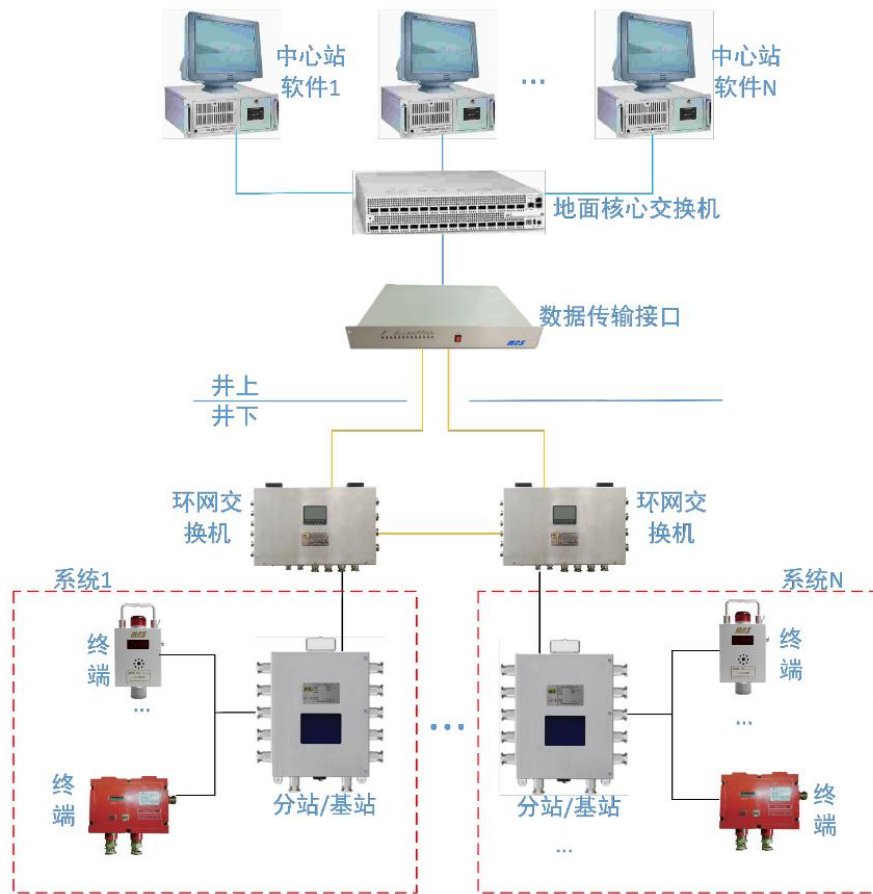 中心站
软件1
...
中心站
软件N
地面核心交换机
数据传输接口
井上
井下
环网交
换机
环网交
换机
系统1
系统N
终
端
...
终
端
分站/基站
...
终
端
...
终
端
分站/基站
...